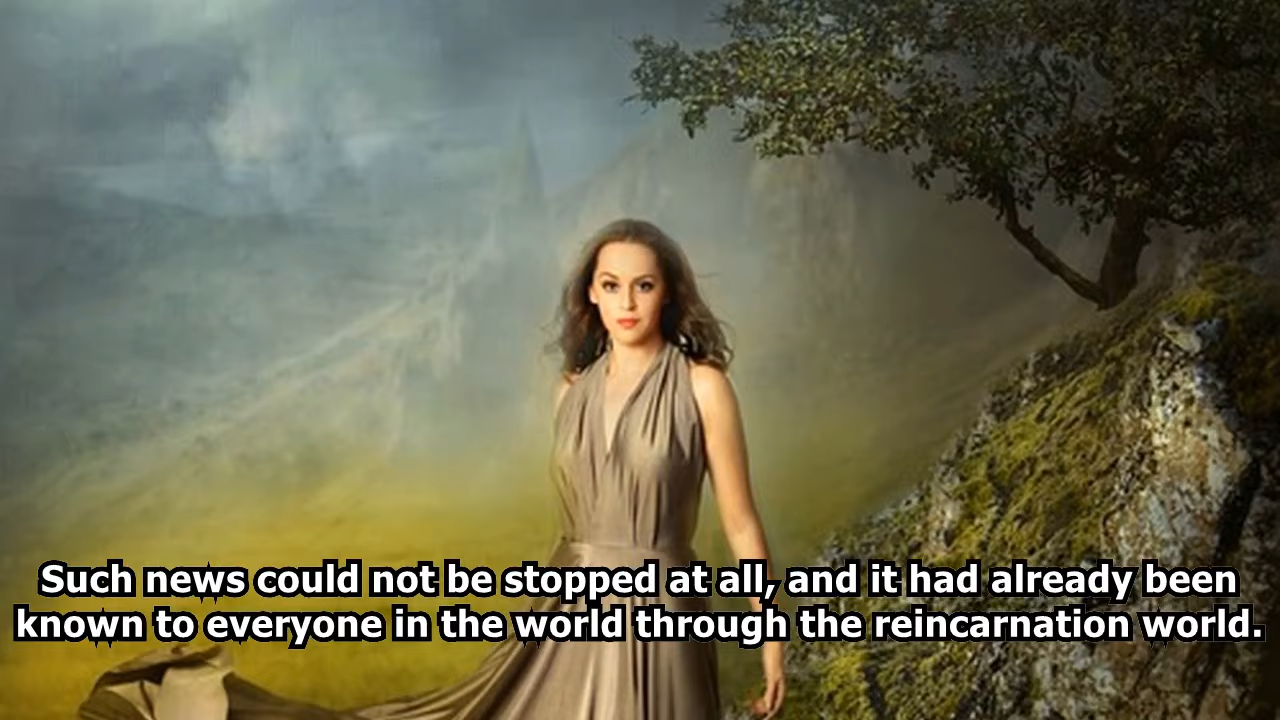 Such news could not be stopped at all, and it had already been
known to everyone in the world through the reincarnation world.